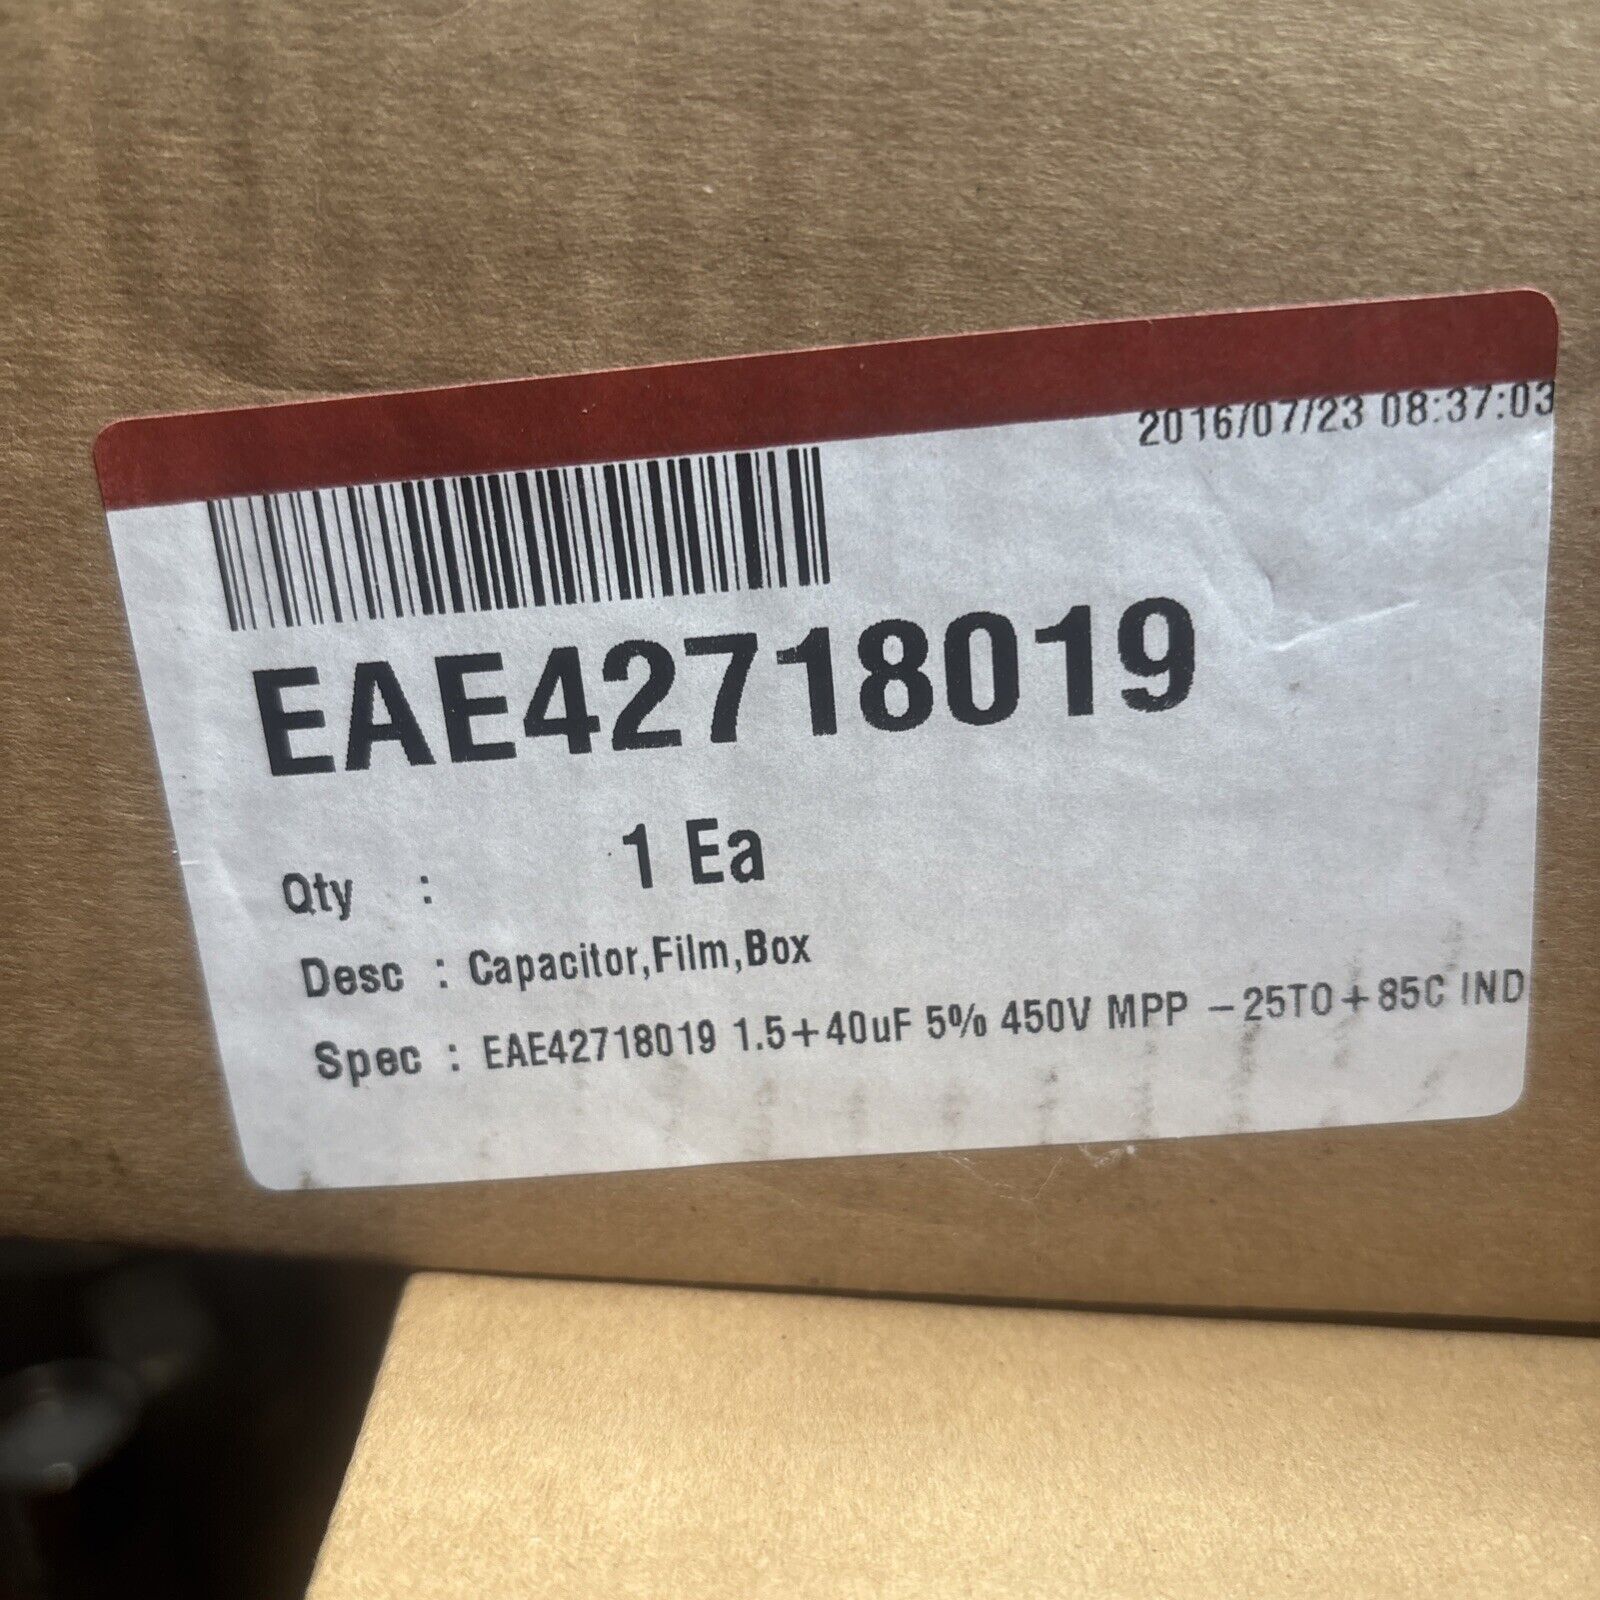 2016/07/23 08:37:03
EAE42718019
Qty : 1 Ea
Desc : Capacitor,Film,Box
Spec : EAE42718019 1.5+40uF 5% 450V MPP -25TO+85C IND